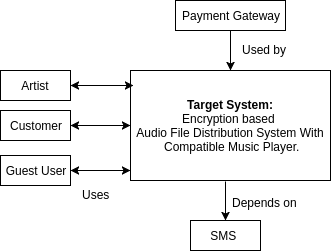 Payment Gateway
Used by
Artist
Customer
Guest User
Uses
Target System:
Encryption based
Audio File Distribution System With
Compatible Music Player.
Depends on
SMS